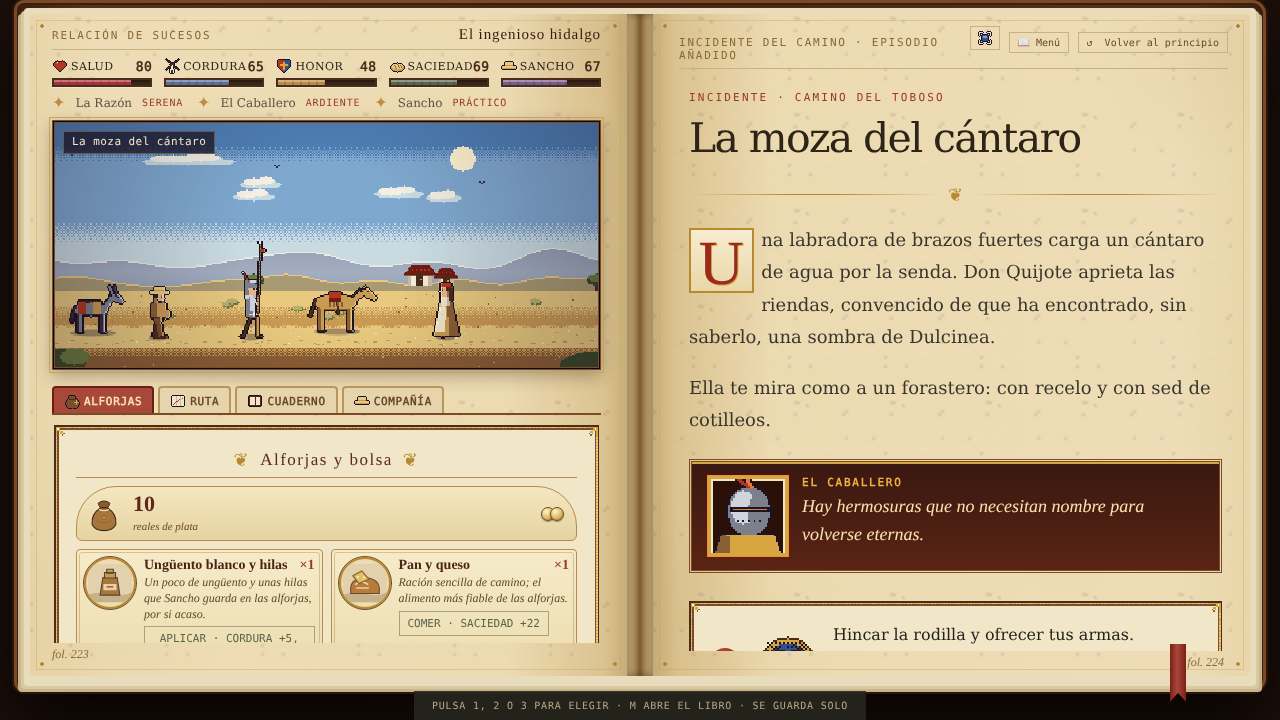 RELACIÓN DE SUCESOS
El ingenioso hidalgo
SALUD 80
CORDURA 65
HONOR 48
SACIEDAD 69
SANCHO 67
La Razón SERENA
El Caballero ARDIENTE
Sancho PRÁCTICO
La moza del cántaro
ALFORJAS
RUTA
CUADERNO
COMPAÑÍA
Alforjas y bolsa
10
reales de plata
Ungüento blanco y hilas ×1
Un poco de ungüento y unas hilas
que Sancho guarda en las alforjas,
por si acaso.
APLICAR · CORDURA +5,
Pan y queso ×1
Ración sencilla de camino; el
alimento más fiable de las alforjas.
COMER · SACIEDAD +22
fol. 223
INCIDENTE DEL CAMINO · EPISODIO
AÑADIDO
Menú
↺ Volver al principio
INCIDENTE · CAMINO DEL TOBOSO
La moza del cántaro
Una labradora de brazos fuertes carga un cántaro
de agua por la senda. Don Quijote aprieta las
riendas, convencido de que ha encontrado, sin
saberlo, una sombra de Dulcinea.
Ella te mira como a un forastero: con recelo y con sed de
cotilleos.
EL CABALLERO
Hay hermosuras que no necesitan nombre para
volverse eternas.
Hincar la rodilla y ofrecer tus armas.
fol. 224
PULSA 1, 2 O 3 PARA ELEGIR · M ABRE EL LIBRO · SE GUARDA SOLO